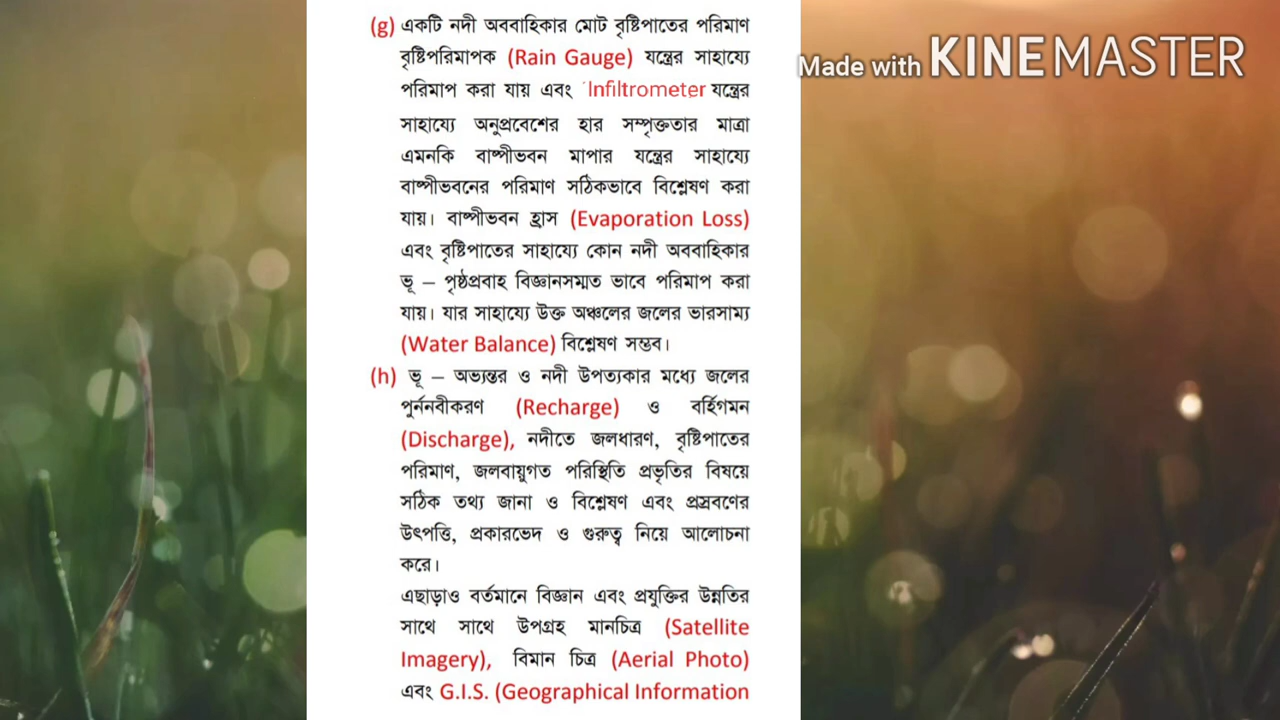 (g) একটি নদী অববাহিকার মোট বৃষ্টিপাতের পরিমাণ
বৃষ্টিপরিমাপক (Rain Gauge) যন্ত্রের সাহায্যে
পরিমাপ করা যায় এবং 'Infiltrometer যন্ত্রের
সাহায্যে অনুপ্রবেশের হার সম্পৃক্ততার মাত্রা
এমনকি বাষ্পীভবন মাপার যন্ত্রের সাহায্যে
বাষ্পীভবনের পরিমাণ সঠিকভাবে বিশ্লেষণ করা
যায়। বাষ্পীভবন হ্রাস (Evaporation Loss)
এবং বৃষ্টিপাতের সাহায্যে কোন নদী অববাহিকার
ভূ – পৃষ্ঠপ্রবাহ বিজ্ঞানসম্মত ভাবে পরিমাপ করা
যায়। যার সাহায্যে উক্ত অঞ্চলের জলের ভারসাম্য
(Water Balance) বিশ্লেষণ সম্ভব।
(h) ভূ – অভ্যন্তর ও নদী উপত্যকার মধ্যে জলের
পুর্ননবীকরণ (Recharge) ও বর্হিগমন
(Discharge), নদীতে জলধারণ, বৃষ্টিপাতের
পরিমাণ, জলবায়ুগত পরিস্থিতি প্রভৃতির বিষয়ে
সঠিক তথ্য জানা ও বিশ্লেষণ এবং প্রস্রবণের
উৎপত্তি, প্রকারভেদ ও গুরুত্ব নিয়ে আলোচনা
করে।
এছাড়াও বর্তমানে বিজ্ঞান এবং প্রযুক্তির উন্নতির
সাথে সাথে উপগ্রহ মানচিত্র (Satellite
Imagery), বিমান চিত্র (Aerial Photo)
এবং G.I.S. (Geographical Information
Made with KINEMASTER